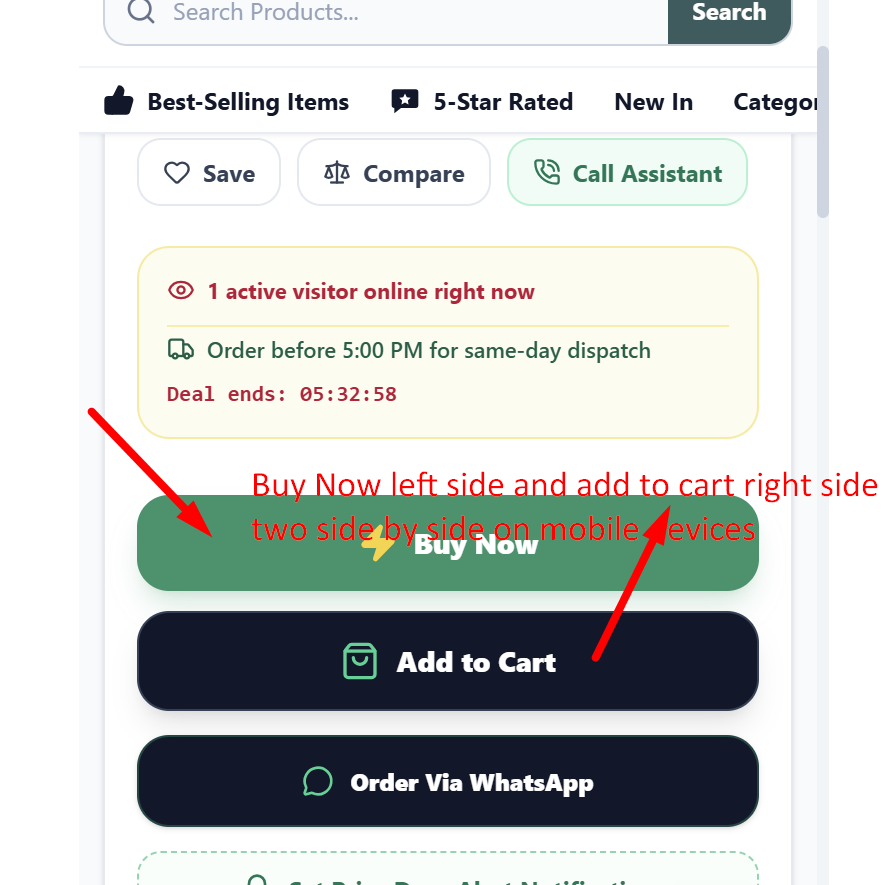 Search Products...
Search
Best-Selling Items
5-Star Rated
New In
Save
Compare
Call Assistant
1 active visitor online right now
Order before 5:00 PM for same-day dispatch
Deal ends: 05:32:58
Buy Now left side and add to cart right side
two side by side on mobile devices
Buy Now
Add to Cart
Order Via WhatsApp